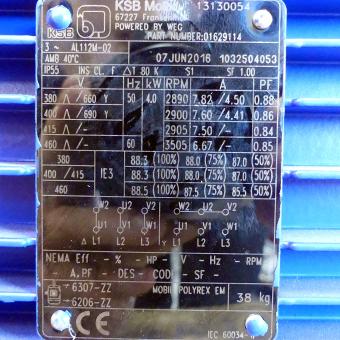 KSB
KSB Mo 13130054
67227 Frankenthal
POWERED BY WEG
PART NUMBER:01629114
3 ~ AL112M-02
AMB 40°C 07JUN2016 1032504053
IP55 INS CL. F ΔT 80 K S1 SF 1.00
V Hz kW RPM A PF
380 Δ/660 Y 50 4.0 2890 7.82/4.50 0.88
400 Δ/690 Y 2900 7.60/4.41 0.86
415 Δ/- 2905 7.50/- 0.84
460 Δ/- 60 3505 6.67/- 0.85
380 88.3 (100%) 88.0 (75%) 87.0 (50%)
400/415 IE3 88.3 (100%) 88.0 (75%) 86.0 (50%)
460 88.5 (100%) 87.5 (75%) 85.5 (50%)
W2 U2 V2 W2 U2 V2
U1 V1 W1 U1 V1 W1
Δ L1 L2 L3 Y L1 L2 L3
NEMA Eff - % - HP - V - Hz - RPM
- A,PF - DES - CODE - SF -
6307-ZZ MOBIL POLYREX EM
6206-ZZ 38 kg
CE
IEC 60034-